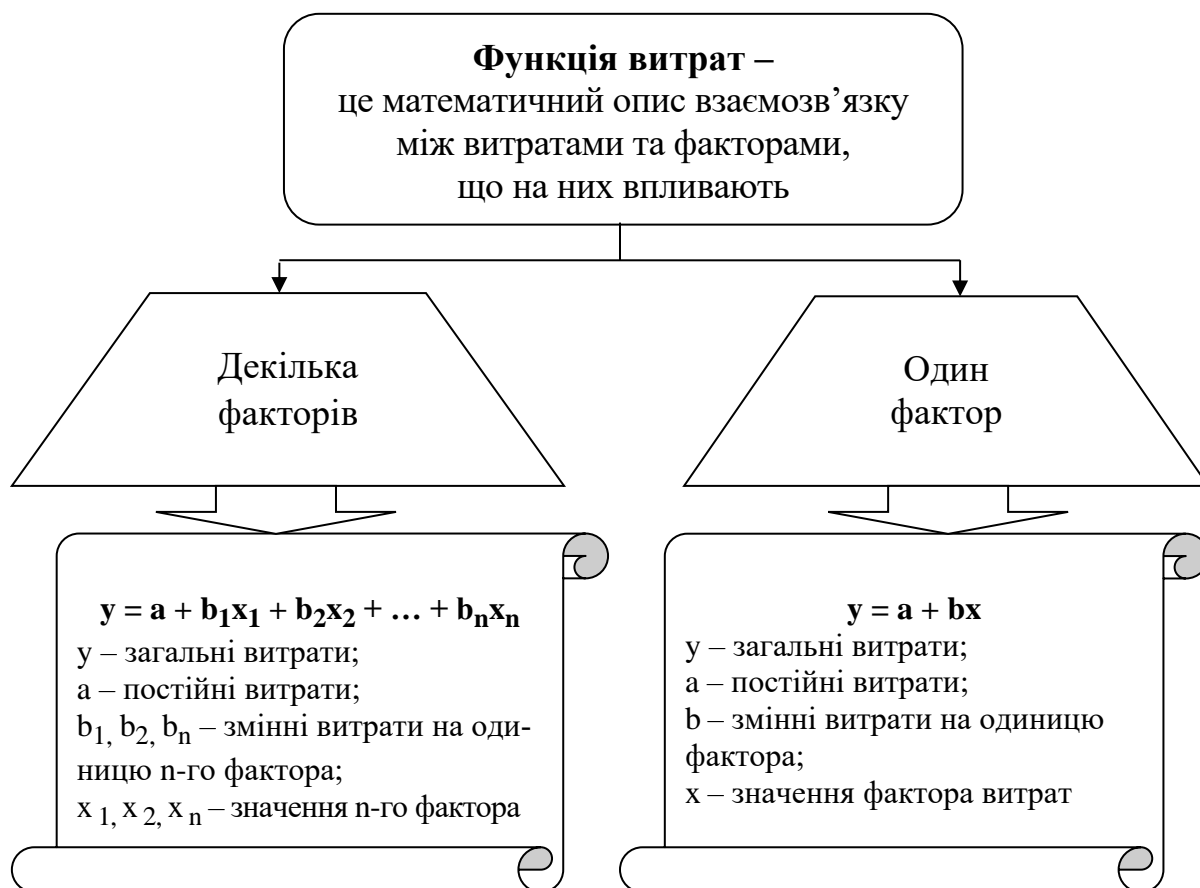 Функція витрат –
це математичний опис взаємозв’язку
між витратами та факторами,
що на них впливають
Декілька
факторів
y = a + b₁x₁ + b₂x₂ + … + bₙxₙ
y – загальні витрати;
a – постійні витрати;
b₁, b₂, bₙ – змінні витрати на оди-
ницю n-го фактора;
x ₁, x ₂, x ₙ – значення n-го фактора
Один
фактор
y = a + bx
y – загальні витрати;
a – постійні витрати;
b – змінні витрати на одиницю
фактора;
x – значення фактора витрат